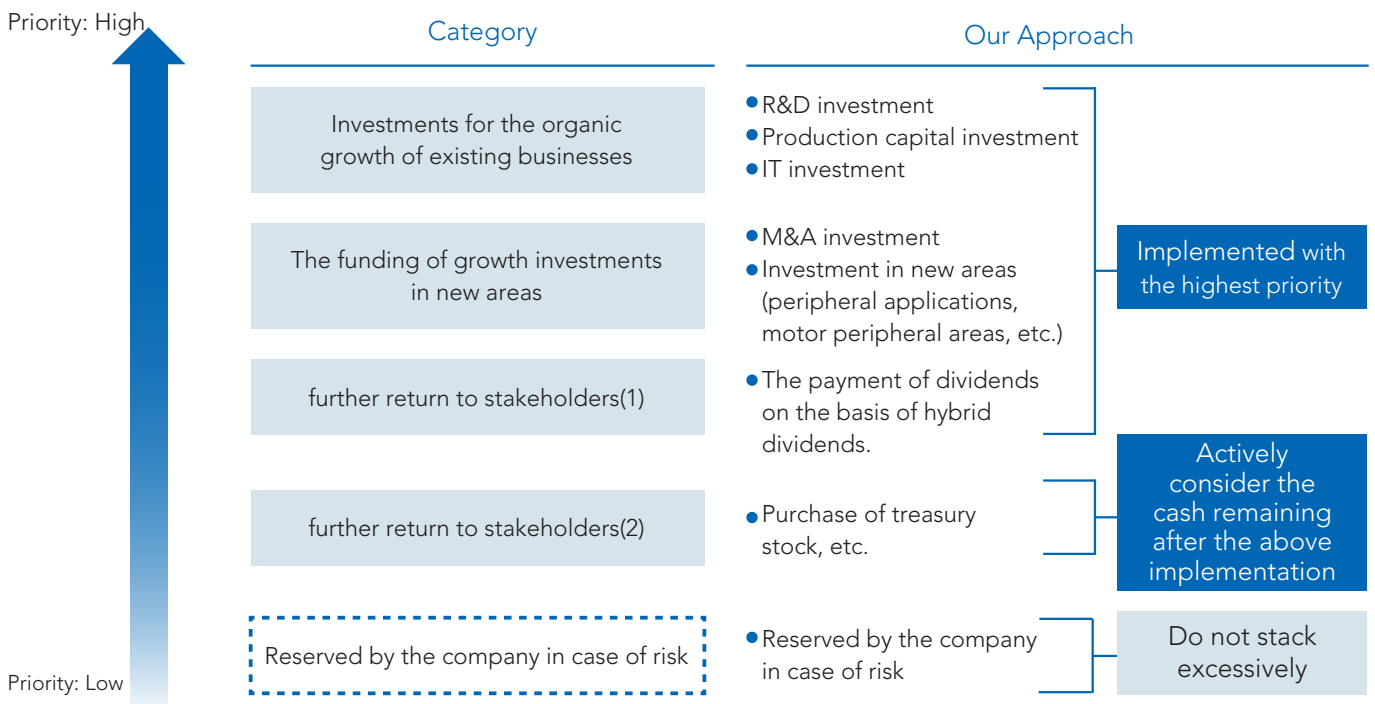 Priority: High
Category
Our Approach
Investments for the organic
growth of existing businesses
R&D investment
Production capital investment
IT investment
The funding of growth investments
in new areas
M&A investment
Investment in new areas
(peripheral applications,
motor peripheral areas, etc.)
Implemented with
the highest priority
further return to stakeholders(1)
The payment of dividends
on the basis of hybrid
dividends.
further return to stakeholders(2)
Purchase of treasury
stock, etc.
Actively
consider the
cash remaining
after the above
implementation
Reserved by the company in case of risk
Reserved by the company
in case of risk
Do not stack
excessively
Priority: Low